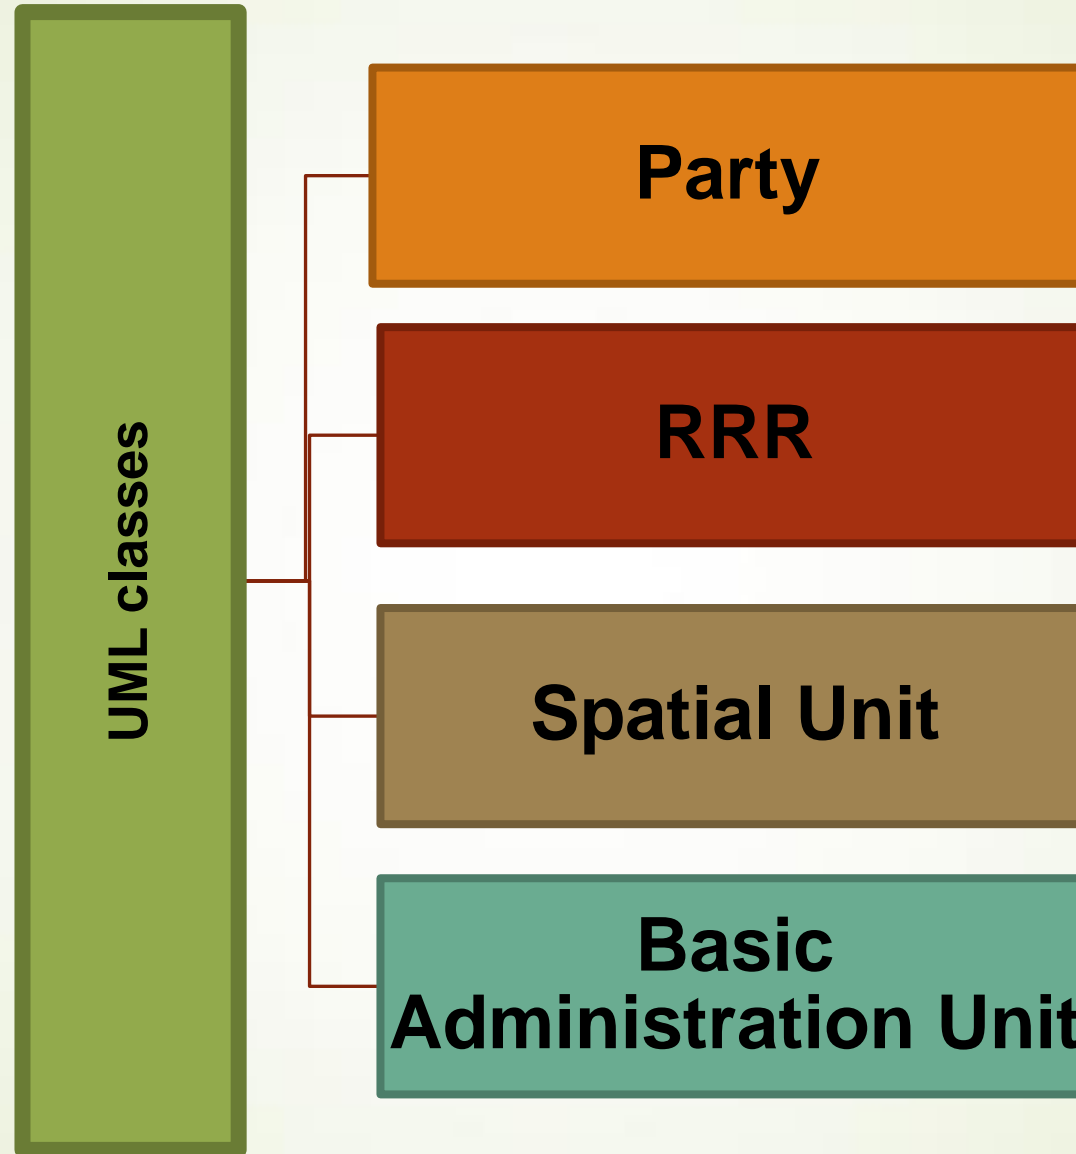 UML classes
Party
RRR
Spatial Unit
Basic
Administration Unit